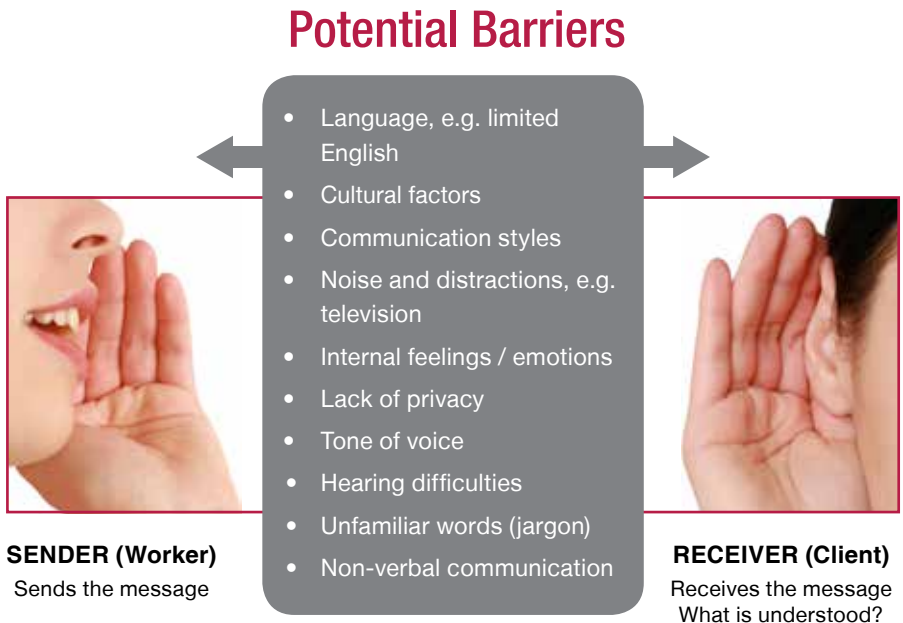 Potential Barriers
• Language, e.g. limited
English
• Cultural factors
• Communication styles
• Noise and distractions, e.g.
television
• Internal feelings / emotions
• Lack of privacy
• Tone of voice
• Hearing difficulties
• Unfamiliar words (jargon)
• Non-verbal communication
SENDER (Worker)
Sends the message
RECEIVER (Client)
Receives the message
What is understood?